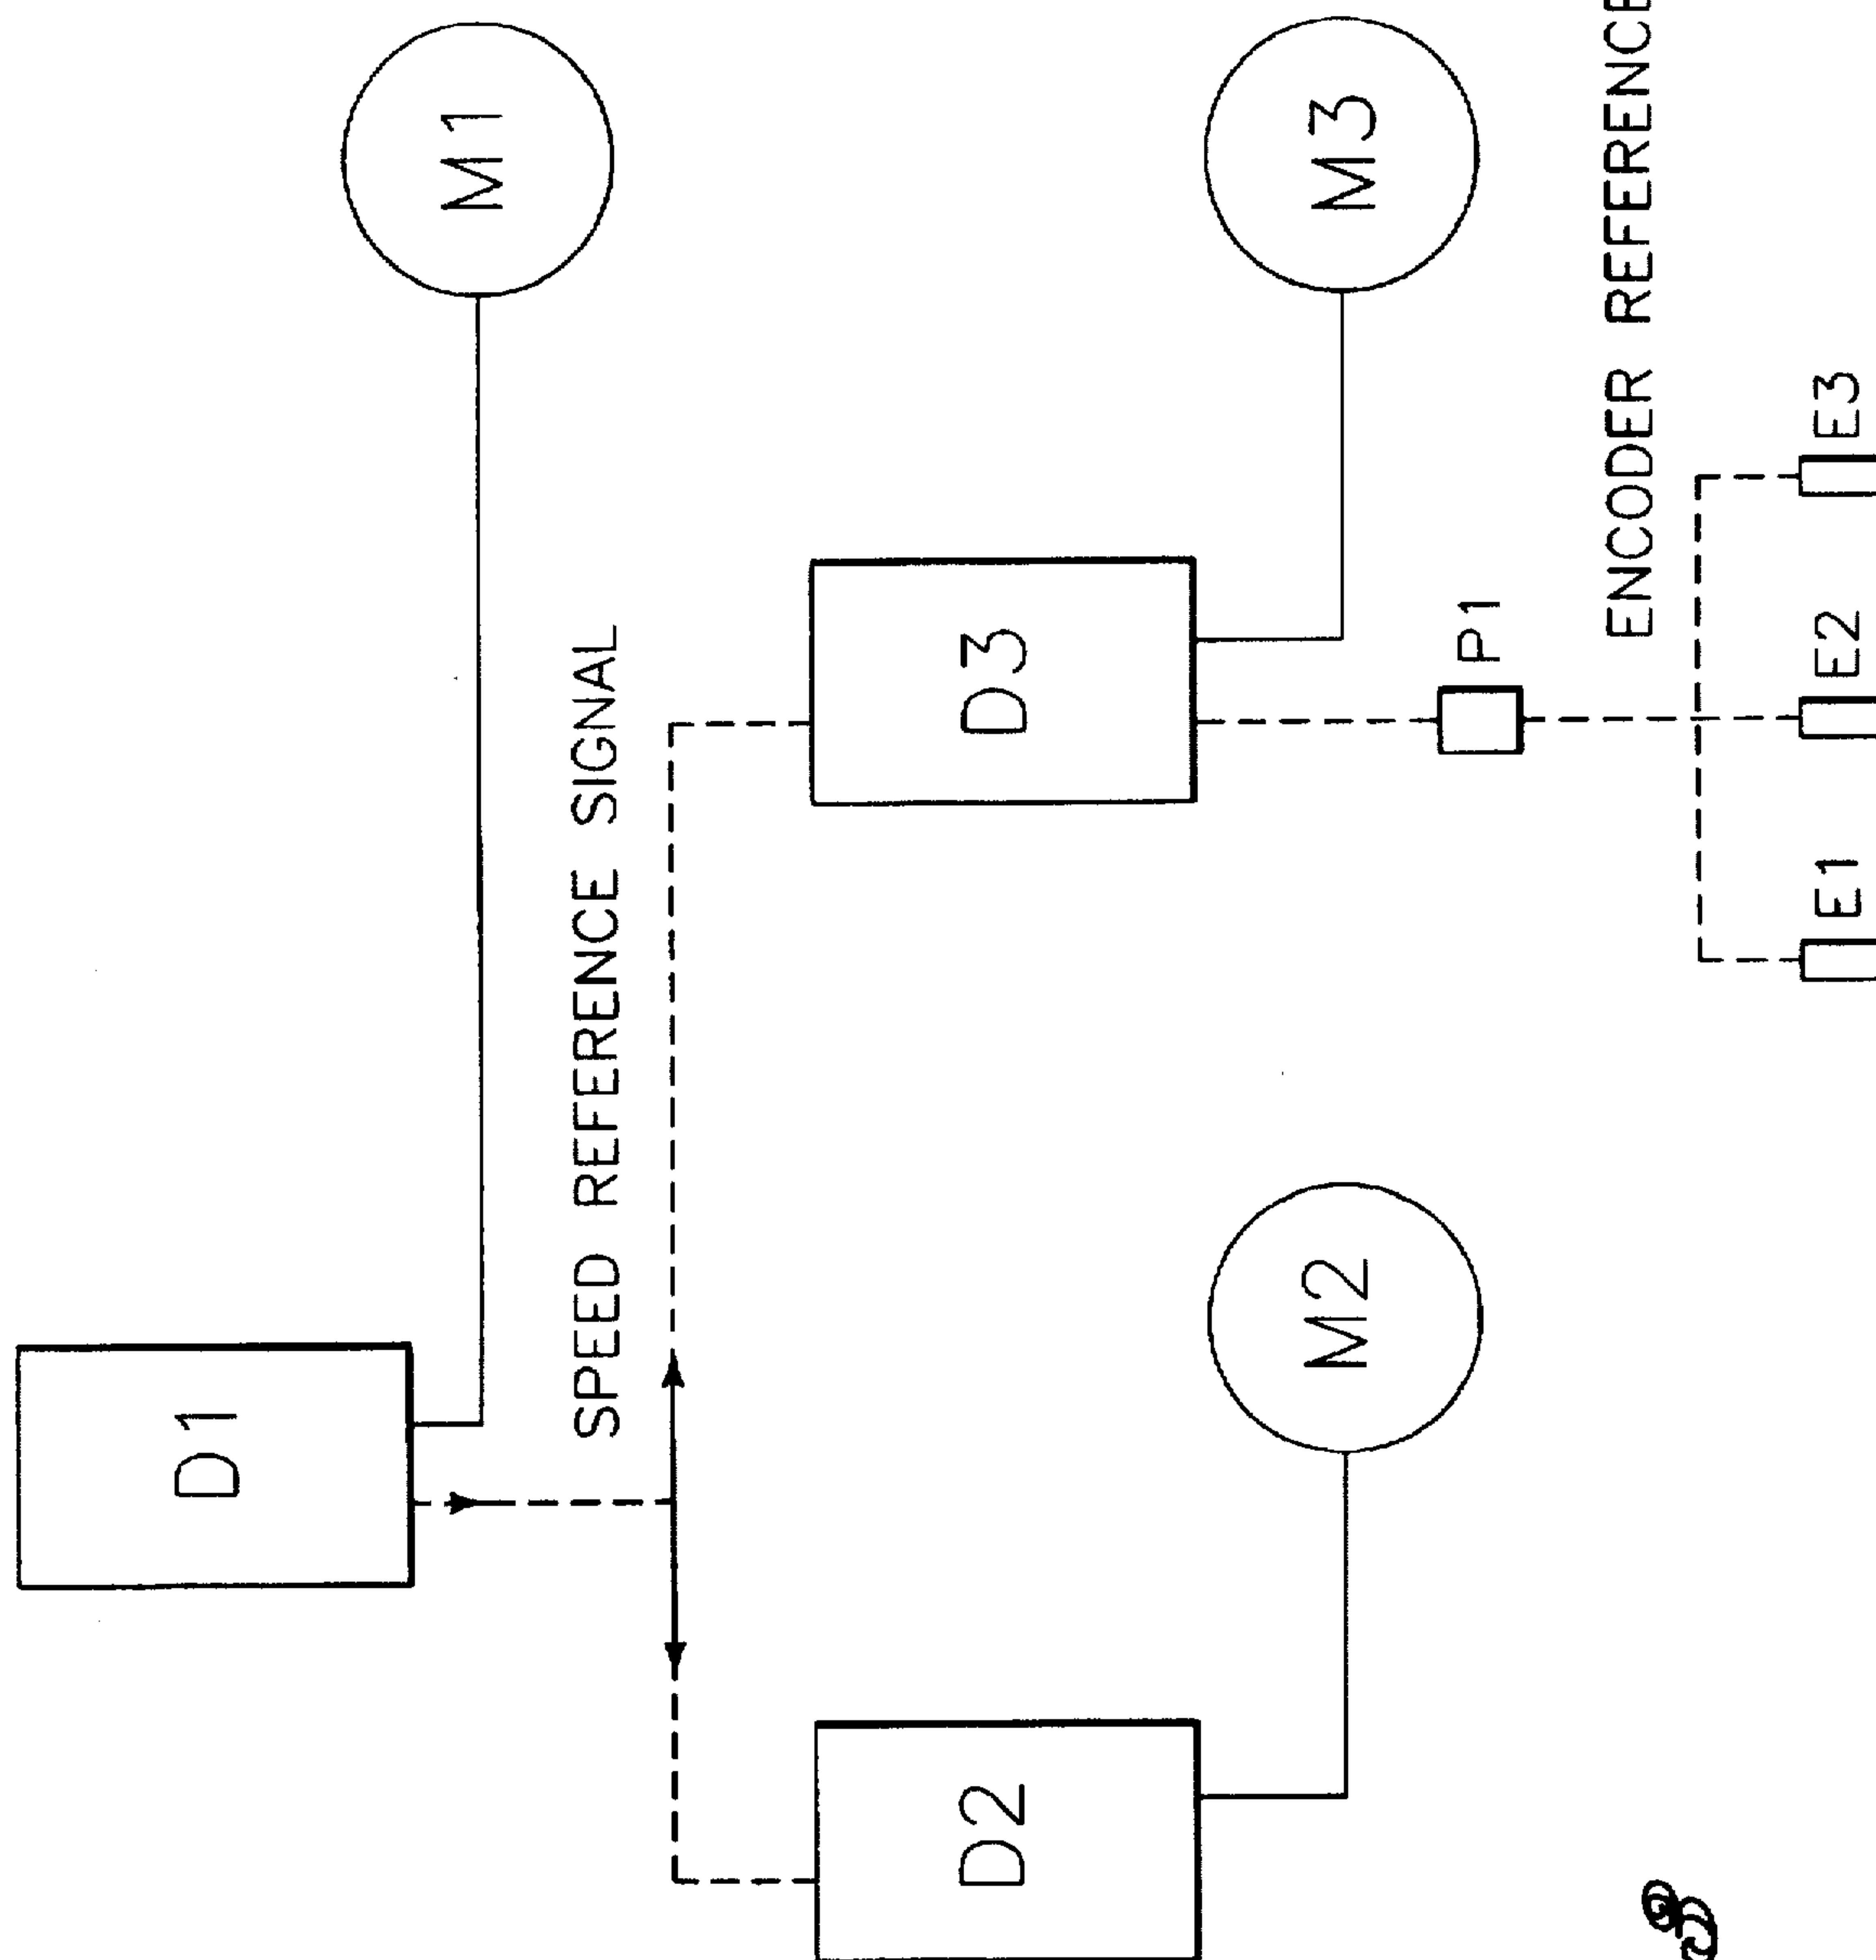 D1
M1
SPEED REFERENCE SIGNAL
D2
D3
M2
M3
P1
ENCODER REFERENCE
E1
E2
E3